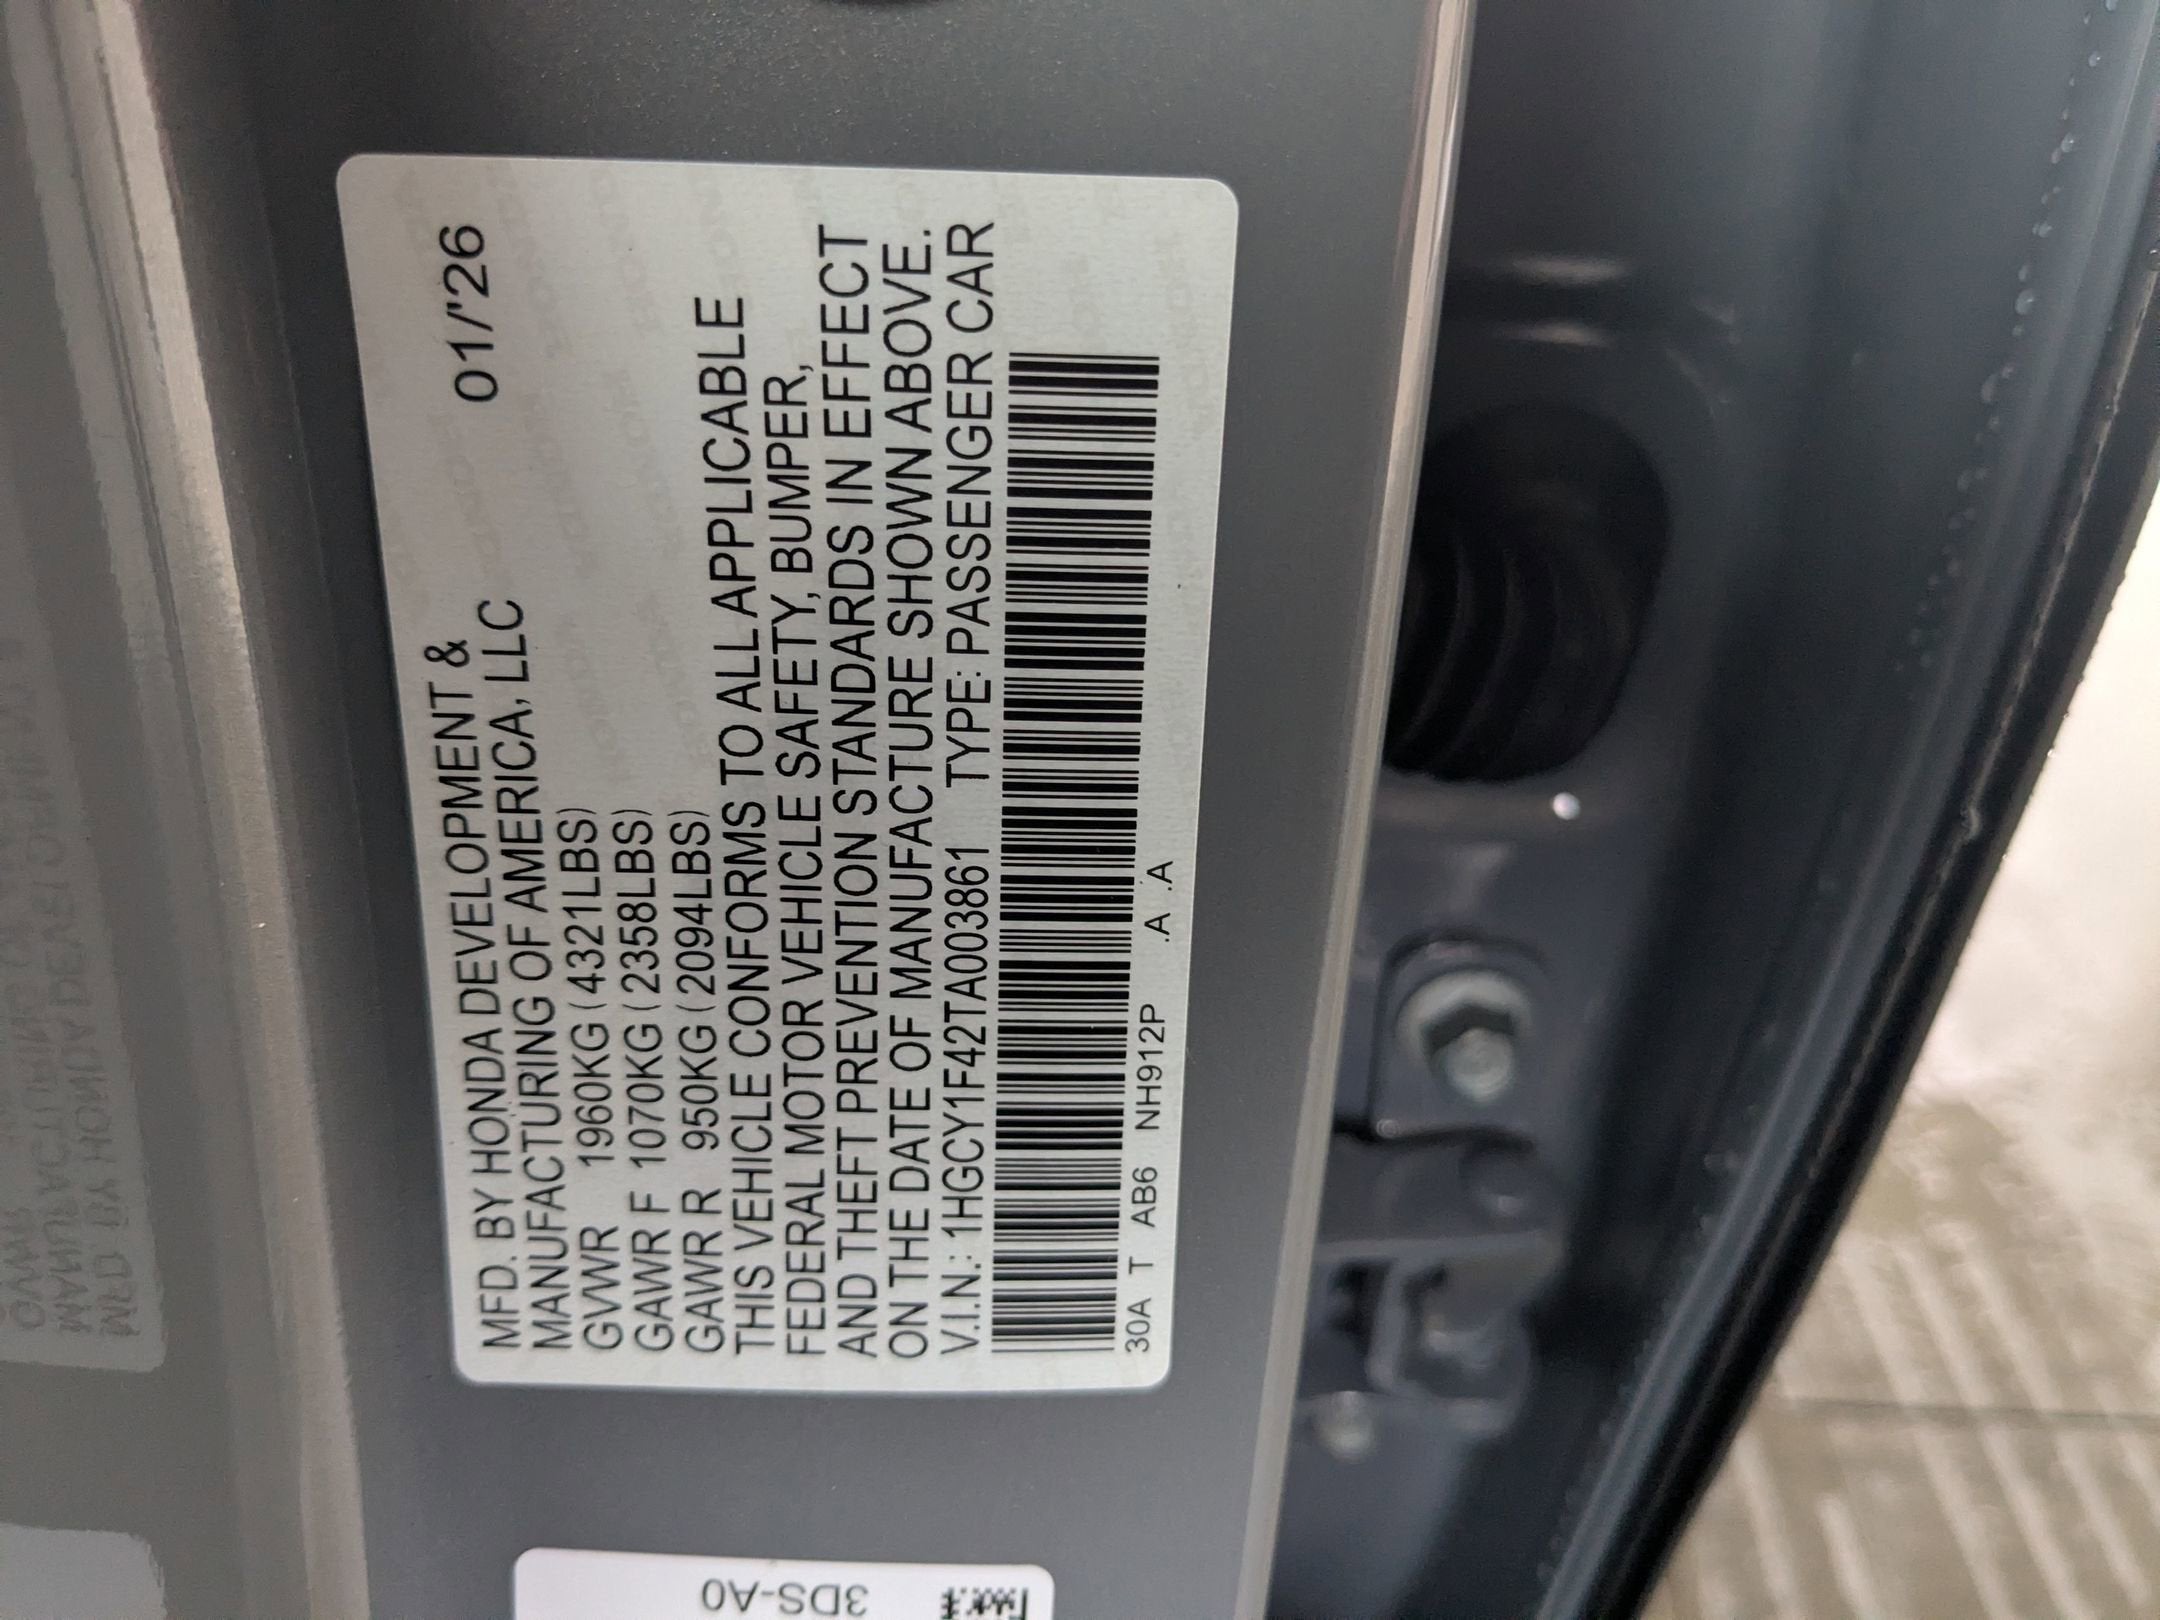 MFD. BY HONDA DEVELOPMENT &
MANUFACTURING OF AMERICA, LLC 01/'26
GVWR 1960KG (4321LBS)
GAWR F 1070KG (2358LBS)
GAWR R 950KG (2094LBS)
THIS VEHICLE CONFORMS TO ALL APPLICABLE
FEDERAL MOTOR VEHICLE SAFETY, BUMPER,
AND THEFT PREVENTION STANDARDS IN EFFECT
ON THE DATE OF MANUFACTURE SHOWN ABOVE.
V.I.N.: 1HGCY1F42TA003861 TYPE: PASSENGER CAR
30A T AB6 NH912P .A .A
3DS-A0